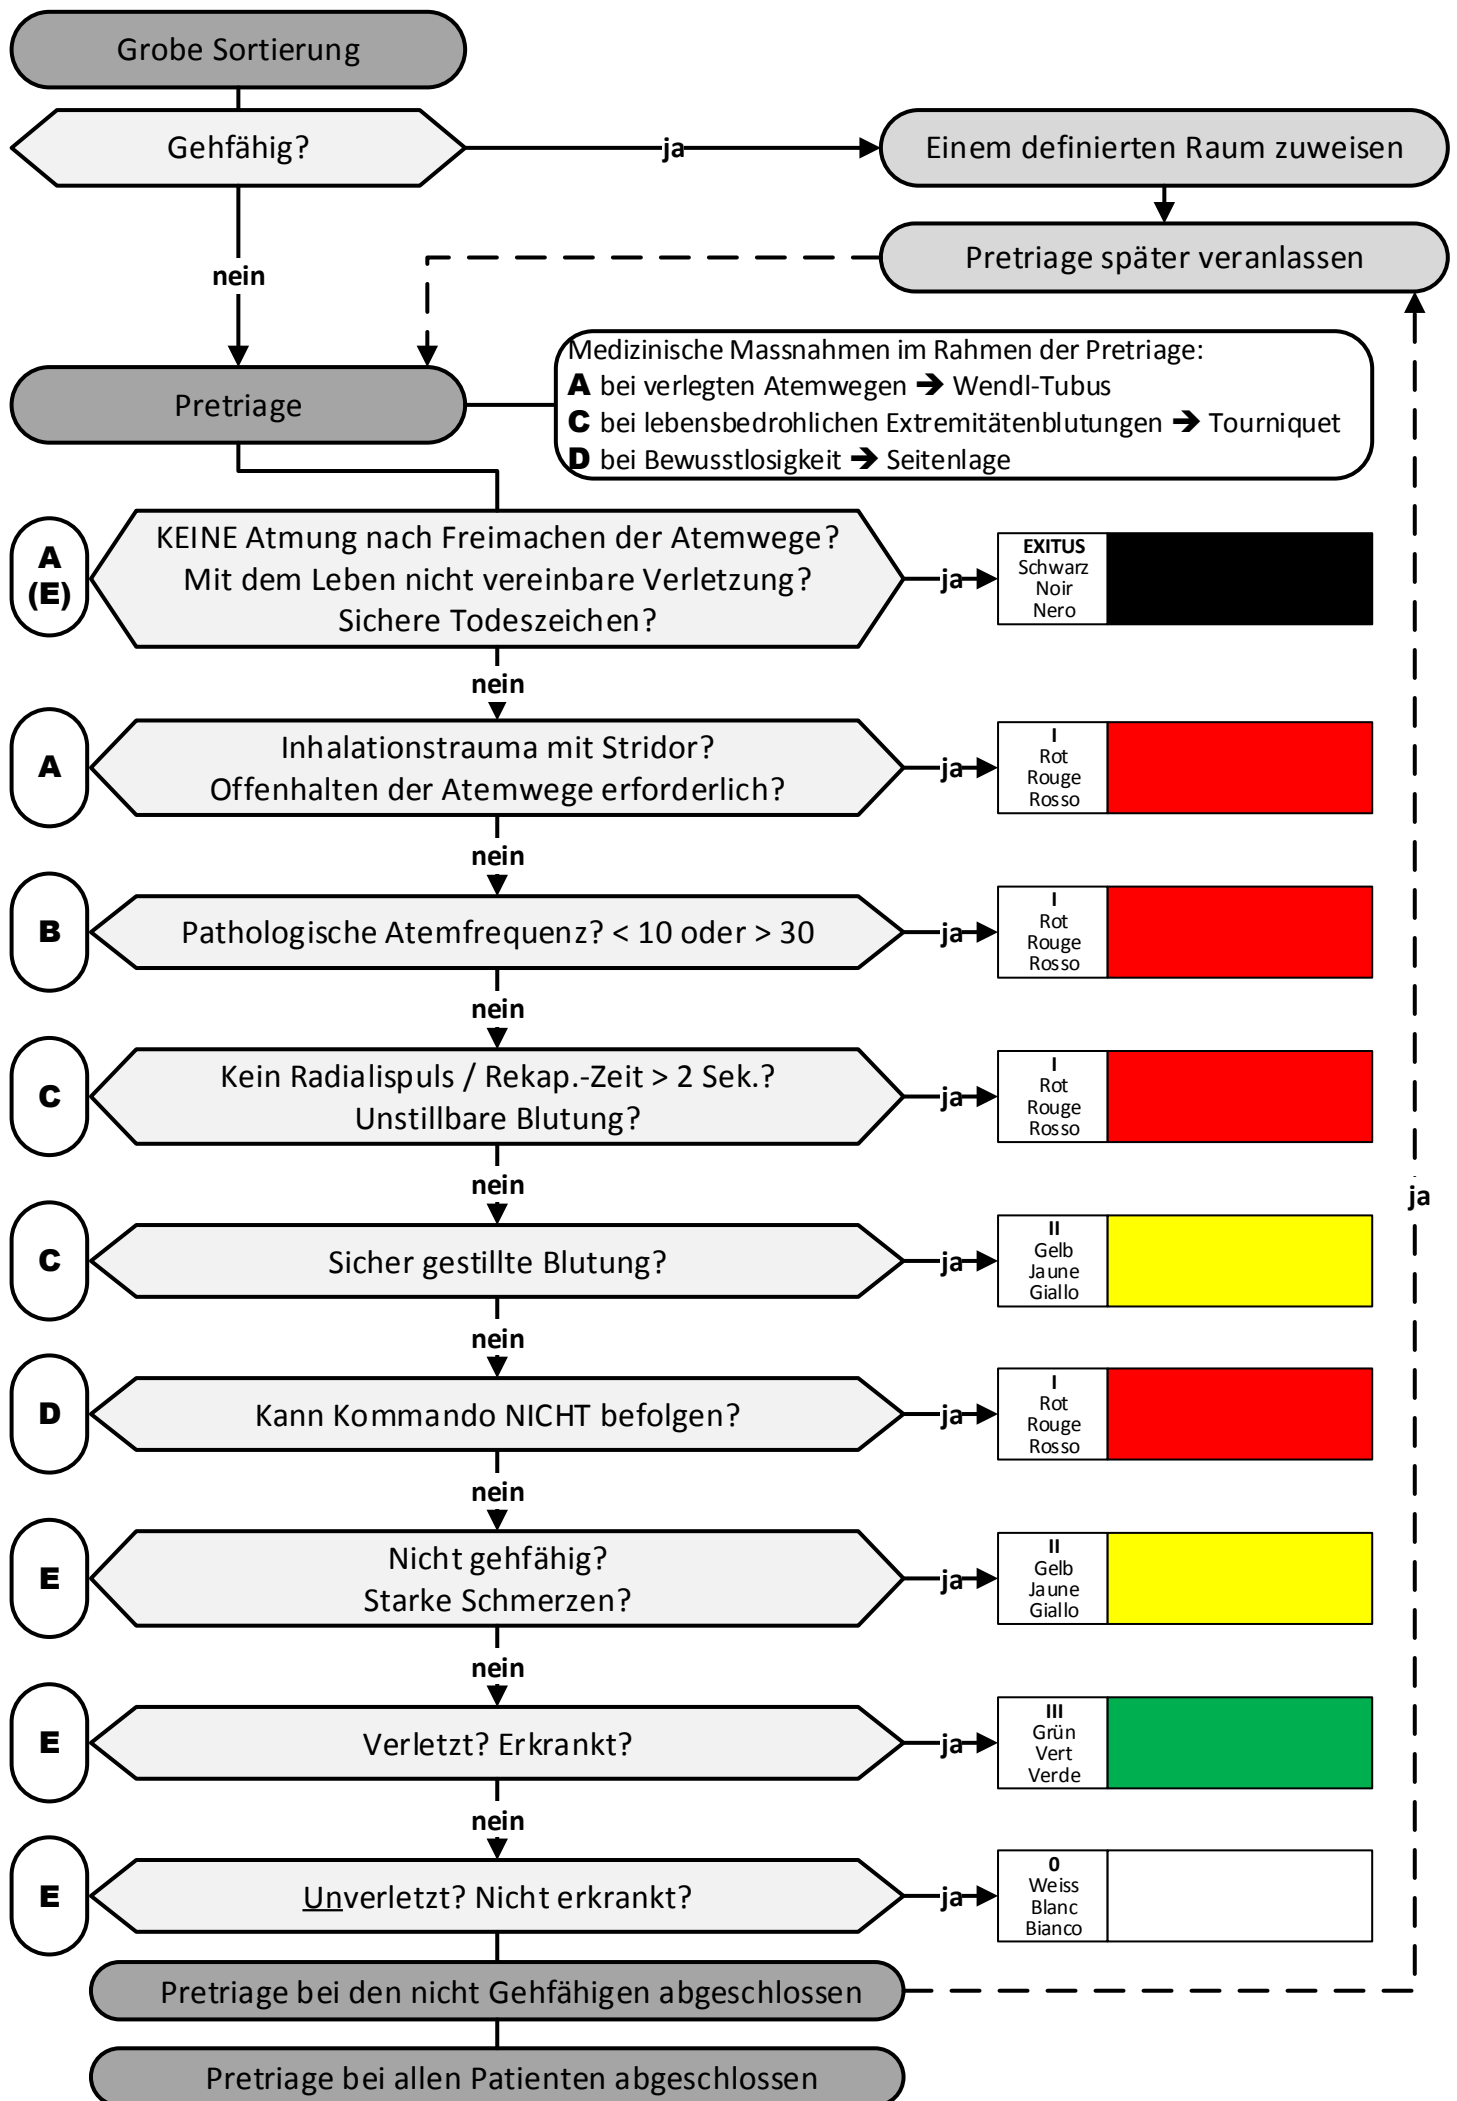 Grobe Sortierung
Gehfähig?
ja
Einem definierten Raum zuweisen
nein
Pretriage später veranlassen
Pretriage
Medizinische Massnahmen im Rahmen der Pretriage:
A bei verlegten Atemwegen ➔ Wendl-Tubus
C bei lebensbedrohlichen Extremitätenblutungen ➔ Tourniquet
D bei Bewusstlosigkeit ➔ Seitenlage
A
(E)
KEINE Atmung nach Freimachen der Atemwege?
Mit dem Leben nicht vereinbare Verletzung?
Sichere Todeszeichen?
ja
EXITUS
Schwarz
Noir
Nero
nein
A
Inhalationstrauma mit Stridor?
Offenhalten der Atemwege erforderlich?
ja
I
Rot
Rouge
Rosso
nein
B
Pathologische Atemfrequenz? < 10 oder > 30
ja
I
Rot
Rouge
Rosso
nein
C
Kein Radialispuls / Rekap.-Zeit > 2 Sek.?
Unstillbare Blutung?
ja
I
Rot
Rouge
Rosso
nein
ja
C
Sicher gestillte Blutung?
ja
II
Gelb
Jaune
Giallo
nein
D
Kann Kommando NICHT befolgen?
ja
I
Rot
Rouge
Rosso
nein
E
Nicht gehfähig?
Starke Schmerzen?
ja
II
Gelb
Jaune
Giallo
nein
E
Verletzt? Erkrankt?
ja
III
Grün
Vert
Verde
nein
E
Unverletzt? Nicht erkrankt?
ja
0
Weiss
Blanc
Bianco
Pretriage bei den nicht Gehfähigen abgeschlossen
Pretriage bei allen Patienten abgeschlossen